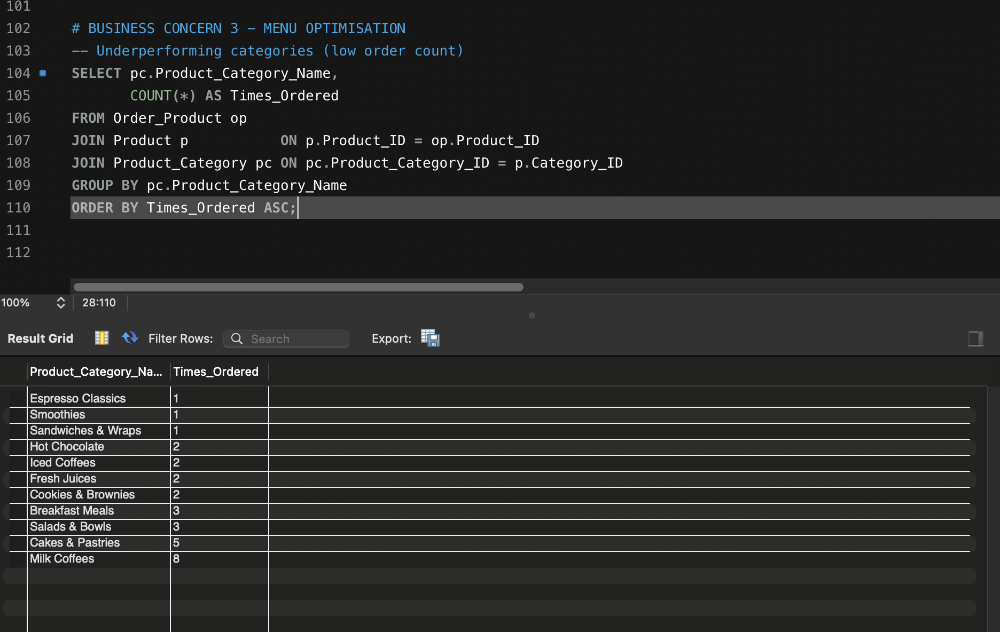 101
102 # BUSINESS CONCERN 3 – MENU OPTIMISATION
103 -- Underperforming categories (low order count)
104 SELECT pc.Product_Category_Name,
105 COUNT(*) AS Times_Ordered
106 FROM Order_Product op
107 JOIN Product p ON p.Product_ID = op.Product_ID
108 JOIN Product_Category pc ON pc.Product_Category_ID = p.Category_ID
109 GROUP BY pc.Product_Category_Name
110 ORDER BY Times_Ordered ASC;
111
112
100% 28:110
Result Grid Filter Rows: Search Export:
Product_Category_Na... Times_Ordered
Espresso Classics 1
Smoothies 1
Sandwiches & Wraps 1
Hot Chocolate 2
Iced Coffees 2
Fresh Juices 2
Cookies & Brownies 2
Breakfast Meals 3
Salads & Bowls 3
Cakes & Pastries 5
Milk Coffees 8